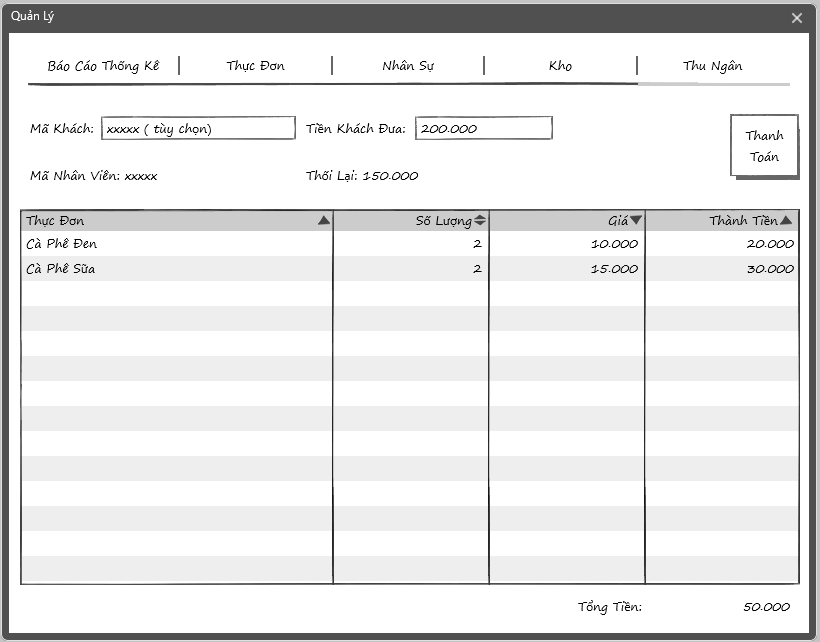 Quản Lý
Báo Cáo Thống Kê Thực Đơn Nhân Sự Kho Thu Ngân
Mã Khách: xxxxx ( tùy chọn) Tiền Khách Đưa: 200.000
Thanh Toán
Mã Nhân Viên: xxxxx Thối Lại: 150.000
Thực Đơn Số Lượng Giá Thành Tiền
Cà Phê Đen 2 10.000 20.000
Cà Phê Sữa 2 15.000 30.000
Tổng Tiền: 50.000